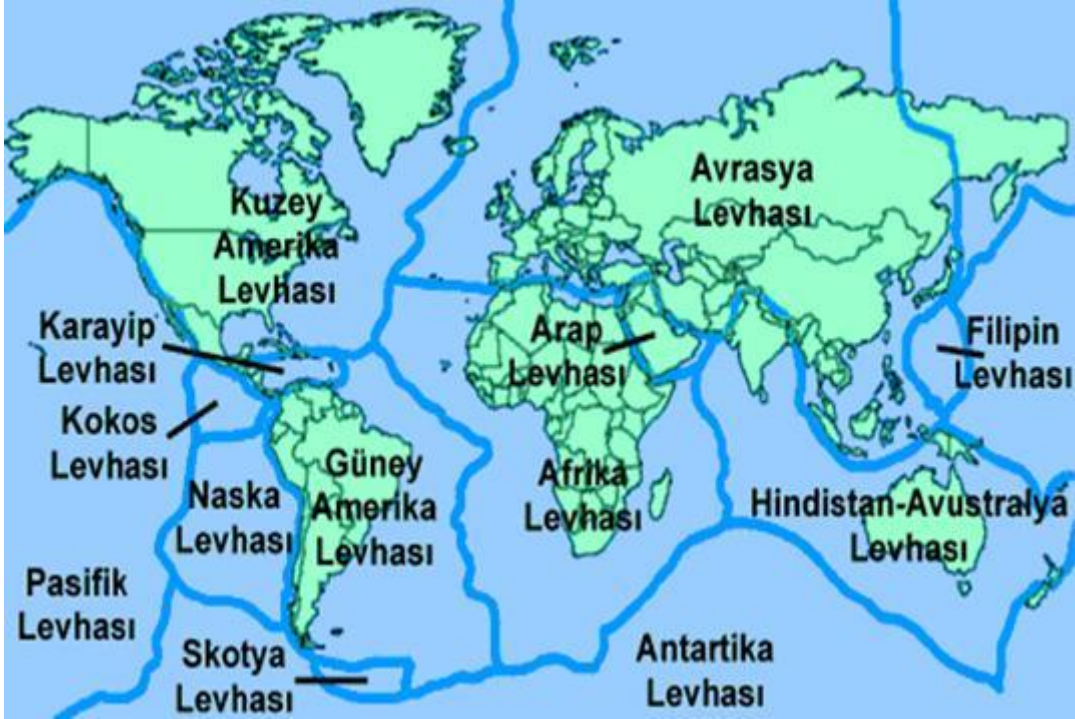 Kuzey
Amerika
Levhası
Avrasya
Levhası
Karayip
Levhası
Arap
Levhası
Filipin
Levhası
Kokos
Levhası
Naska
Levhası
Güney
Amerika
Levhası
Afrika
Levhası
Hindistan-Avustralya
Levhası
Pasifik
Levhası
Skotya
Levhası
Antartika
Levhası